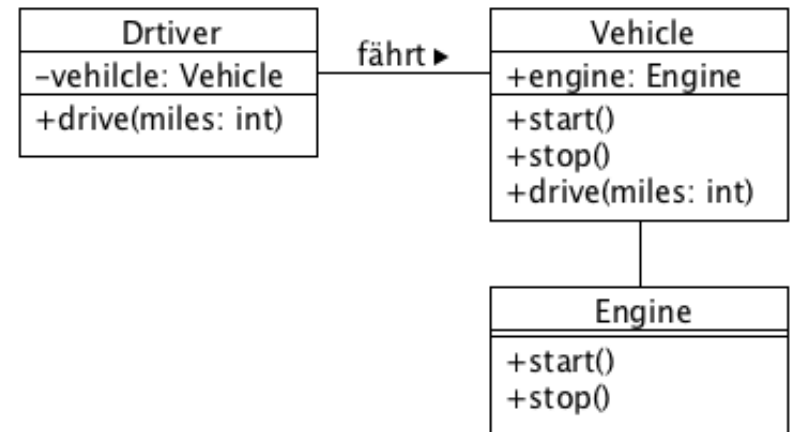 Drtiver
-vehilcle: Vehicle
+drive(miles: int)
fährt ▶
Vehicle
+engine: Engine
+start()
+stop()
+drive(miles: int)
Engine
+start()
+stop()